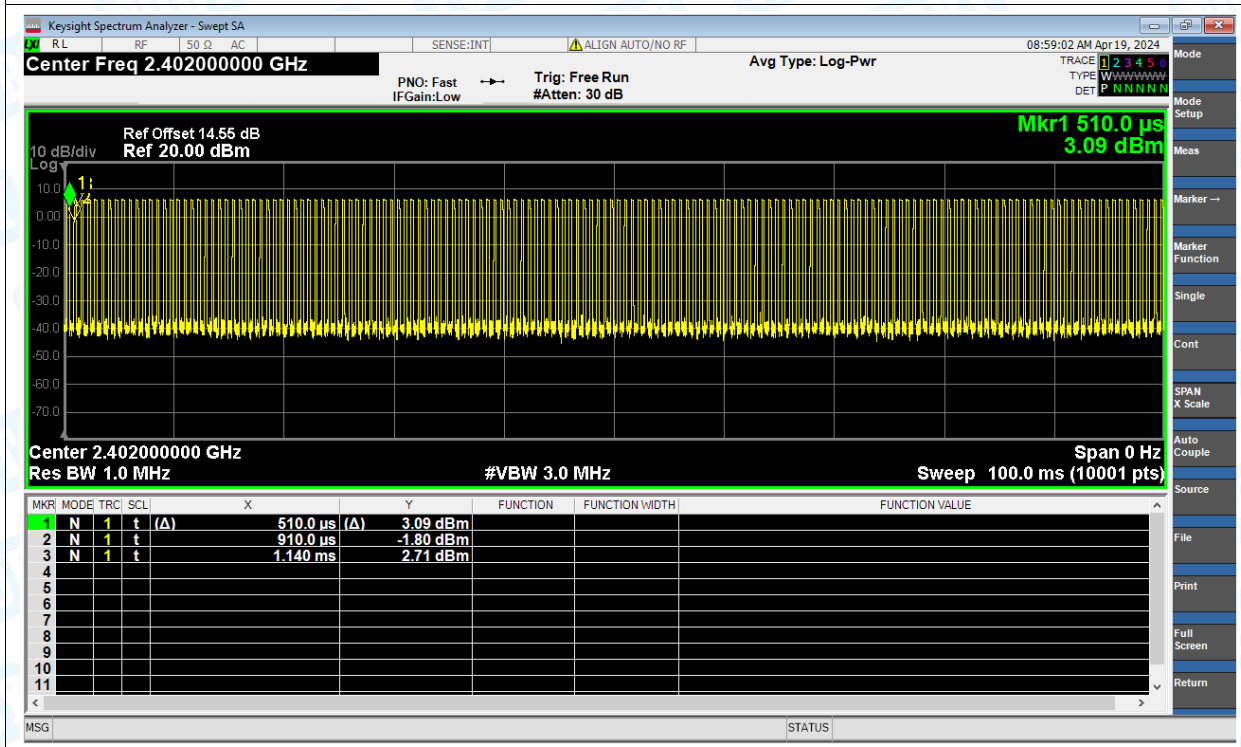 Keysight Spectrum Analyzer - Swept SA
LXI RL RF 50 Ω AC SENSE:INT ALIGN AUTO/NO RF 08:59:02 AM Apr 19, 2024
Center Freq 2.402000000 GHz
PNO: Fast
IFGain:Low
Trig: Free Run
#Atten: 30 dB
Avg Type: Log-Pwr
TRACE 1 2 3 4 5 6
TYPE WWWWWW
DET P N N N N N
Ref Offset 14.55 dB
Ref 20.00 dBm
10 dB/div
Log
Mkr1 510.0 µs
3.09 dBm
10.0
0.00
-10.0
-20.0
-30.0
-40.0
-50.0
-60.0
-70.0
1
2
Center 2.402000000 GHz
Res BW 1.0 MHz
#VBW 3.0 MHz
Span 0 Hz
Sweep 100.0 ms (10001 pts)
MKR MODE TRC SCL X Y FUNCTION FUNCTION WIDTH FUNCTION VALUE
1 N 1 t (Δ) 510.0 µs (Δ) 3.09 dBm
2 N 1 t 910.0 µs -1.80 dBm
3 N 1 t 1.140 ms 2.71 dBm
4
5
6
7
8
9
10
11
MSG STATUS
Mode
Mode
Setup
Meas
Marker →
Marker
Function
Single
Cont
SPAN
X Scale
Auto
Couple
Source
File
Print
Full
Screen
Return